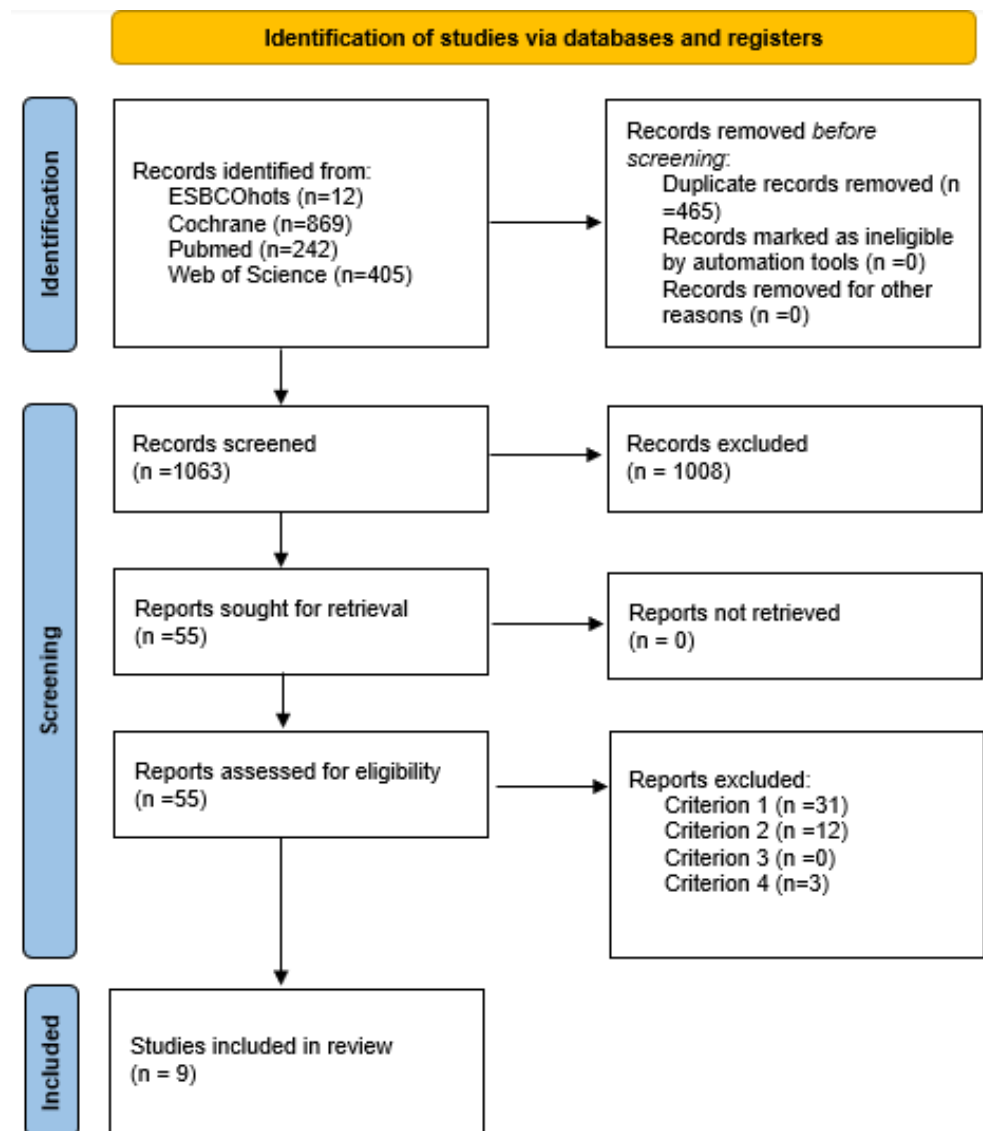 Identification of studies via databases and registers
Identification
Records identified from:
ESBCOhots (n=12)
Cochrane (n=869)
Pubmed (n=242)
Web of Science (n=405)
Records removed before
screening:
Duplicate records removed (n
=465)
Records marked as ineligible
by automation tools (n =0)
Records removed for other
reasons (n =0)
Screening
Records screened
(n =1063)
Records excluded
(n = 1008)
Reports sought for retrieval
(n =55)
Reports not retrieved
(n = 0)
Reports assessed for eligibility
(n =55)
Reports excluded:
Criterion 1 (n =31)
Criterion 2 (n =12)
Criterion 3 (n =0)
Criterion 4 (n=3)
Included
Studies included in review
(n = 9)